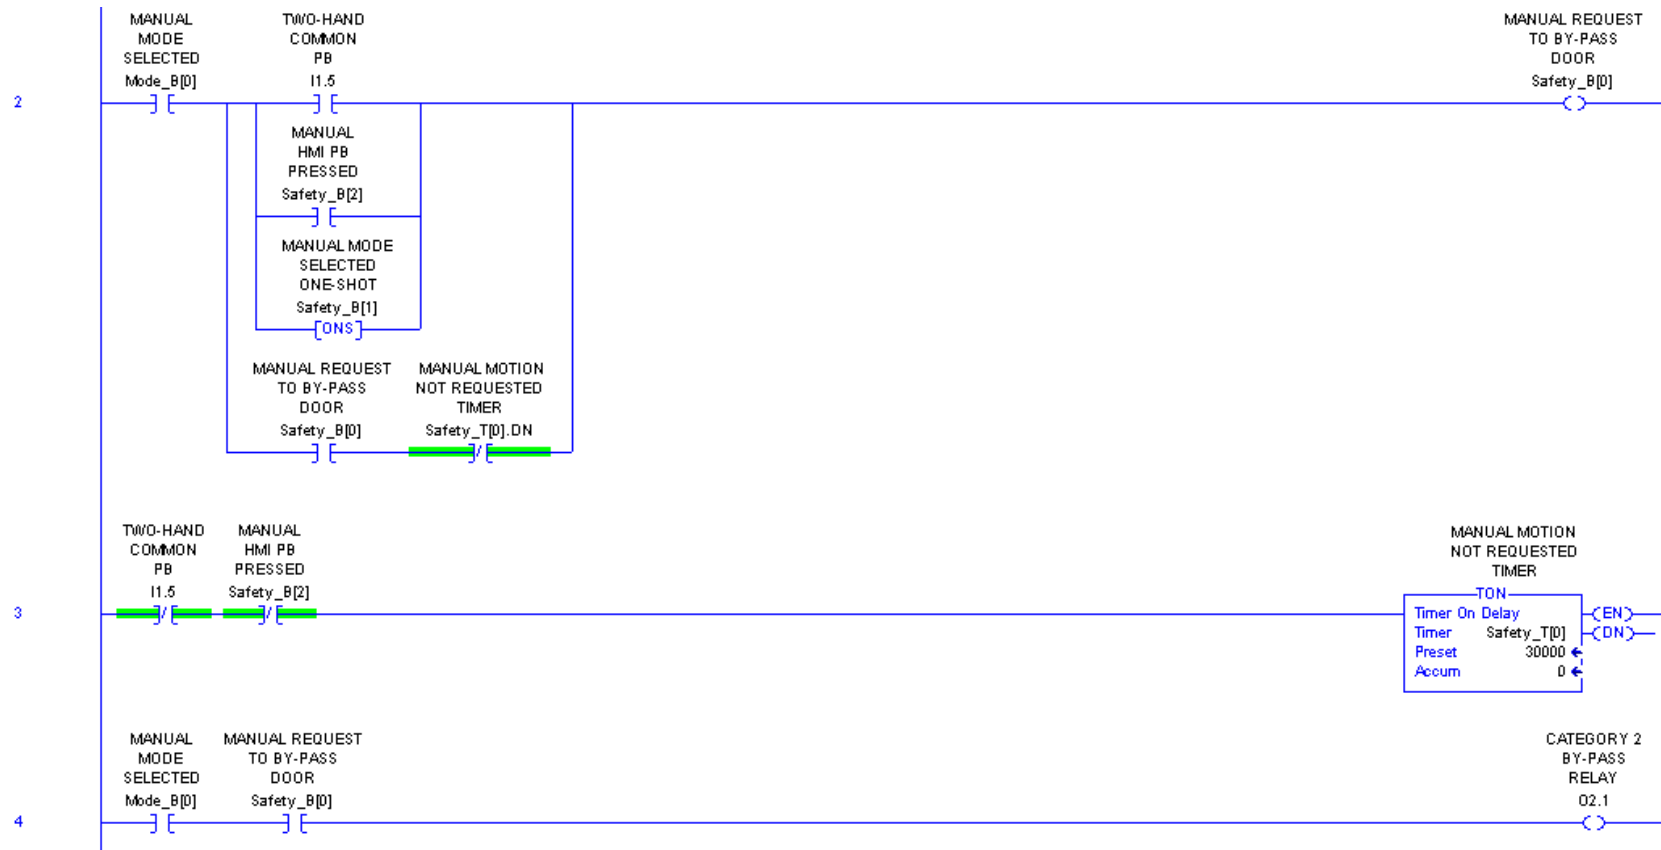 MANUAL
MODE
SELECTED
Mode_B[0]
TWO-HAND
COMMON
PB
I1.5
MANUAL REQUEST
TO BY-PASS
DOOR
Safety_B[0]
2
MANUAL
HMI PB
PRESSED
Safety_B[2]
MANUAL MODE
SELECTED
ONE-SHOT
Safety_B[1]
ONS
MANUAL REQUEST
TO BY-PASS
DOOR
Safety_B[0]
MANUAL MOTION
NOT REQUESTED
TIMER
Safety_T[0].DN
TWO-HAND
COMMON
PB
I1.5
MANUAL
HMI PB
PRESSED
Safety_B[2]
MANUAL MOTION
NOT REQUESTED
TIMER
3
TON
Timer On Delay
Timer Safety_T[0]
Preset 30000
Accum 0
EN
DN
MANUAL
MODE
SELECTED
Mode_B[0]
MANUAL REQUEST
TO BY-PASS
DOOR
Safety_B[0]
CATEGORY 2
BY-PASS
RELAY
O2.1
4